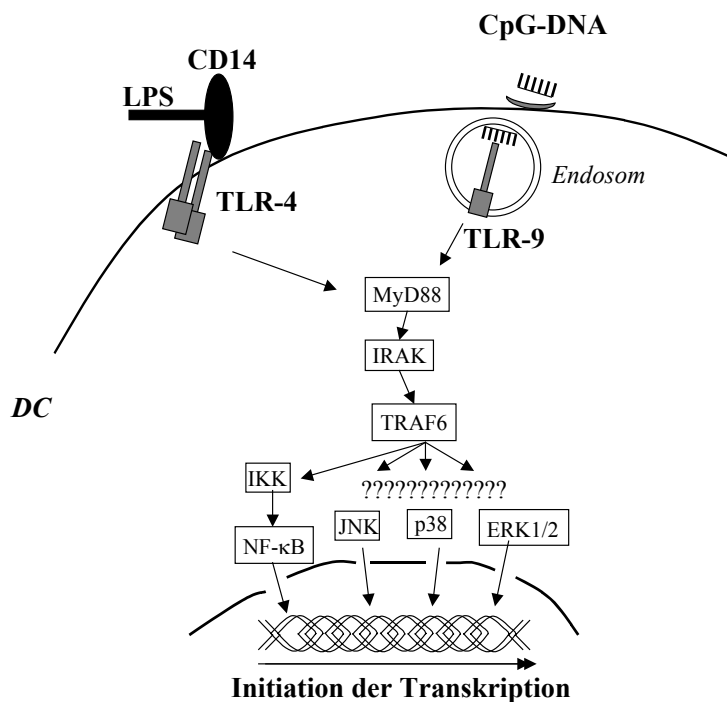 CpG-DNA
CD14
LPS
Endosom
TLR-4
TLR-9
MyD88
IRAK
DC
TRAF6
IKK
?????????????
JNK
p38
ERK1/2
NF-κB
Initiation der Transkription